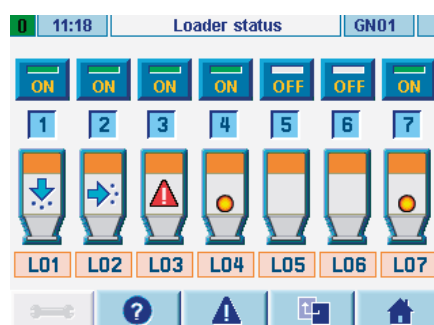 0 11:18 Loader status GN01
ON ON ON ON OFF OFF ON
1 2 3 4 5 6 7
L01 L02 L03 L04 L05 L06 L07
?